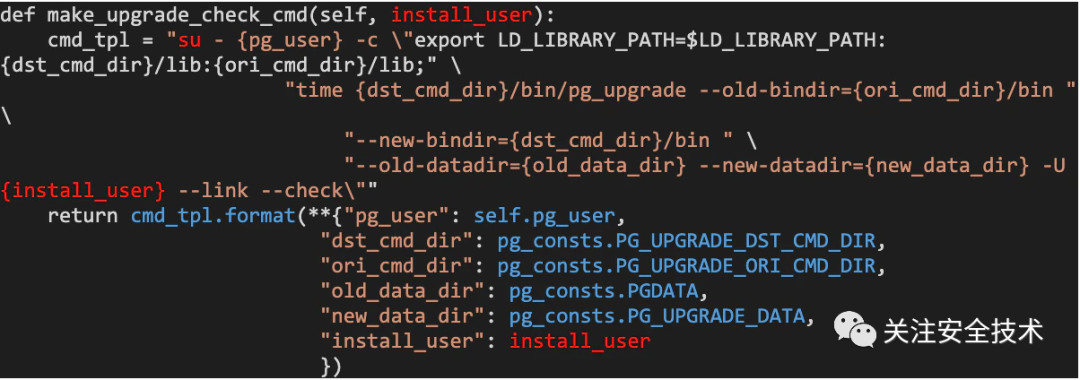 def make_upgrade_check_cmd(self, install_user):
    cmd_tpl = "su - {pg_user} -c \"export LD_LIBRARY_PATH=$LD_LIBRARY_PATH:
{dst_cmd_dir}/lib:{ori_cmd_dir}/lib;" \
                        "time {dst_cmd_dir}/bin/pg_upgrade --old-bindir={ori_cmd_dir}/bin "
\
                             "--new-bindir={dst_cmd_dir}/bin " \
                             "--old-datadir={old_data_dir} --new-datadir={new_data_dir} -U
{install_user} --link --check\""
    return cmd_tpl.format(**{"pg_user": self.pg_user,
                           "dst_cmd_dir": pg_consts.PG_UPGRADE_DST_CMD_DIR,
                           "ori_cmd_dir": pg_consts.PG_UPGRADE_ORI_CMD_DIR,
                           "old_data_dir": pg_consts.PGDATA,
                           "new_data_dir": pg_consts.PG_UPGRADE_DATA,
                           "install_user": install_user
                           })
关注安全技术